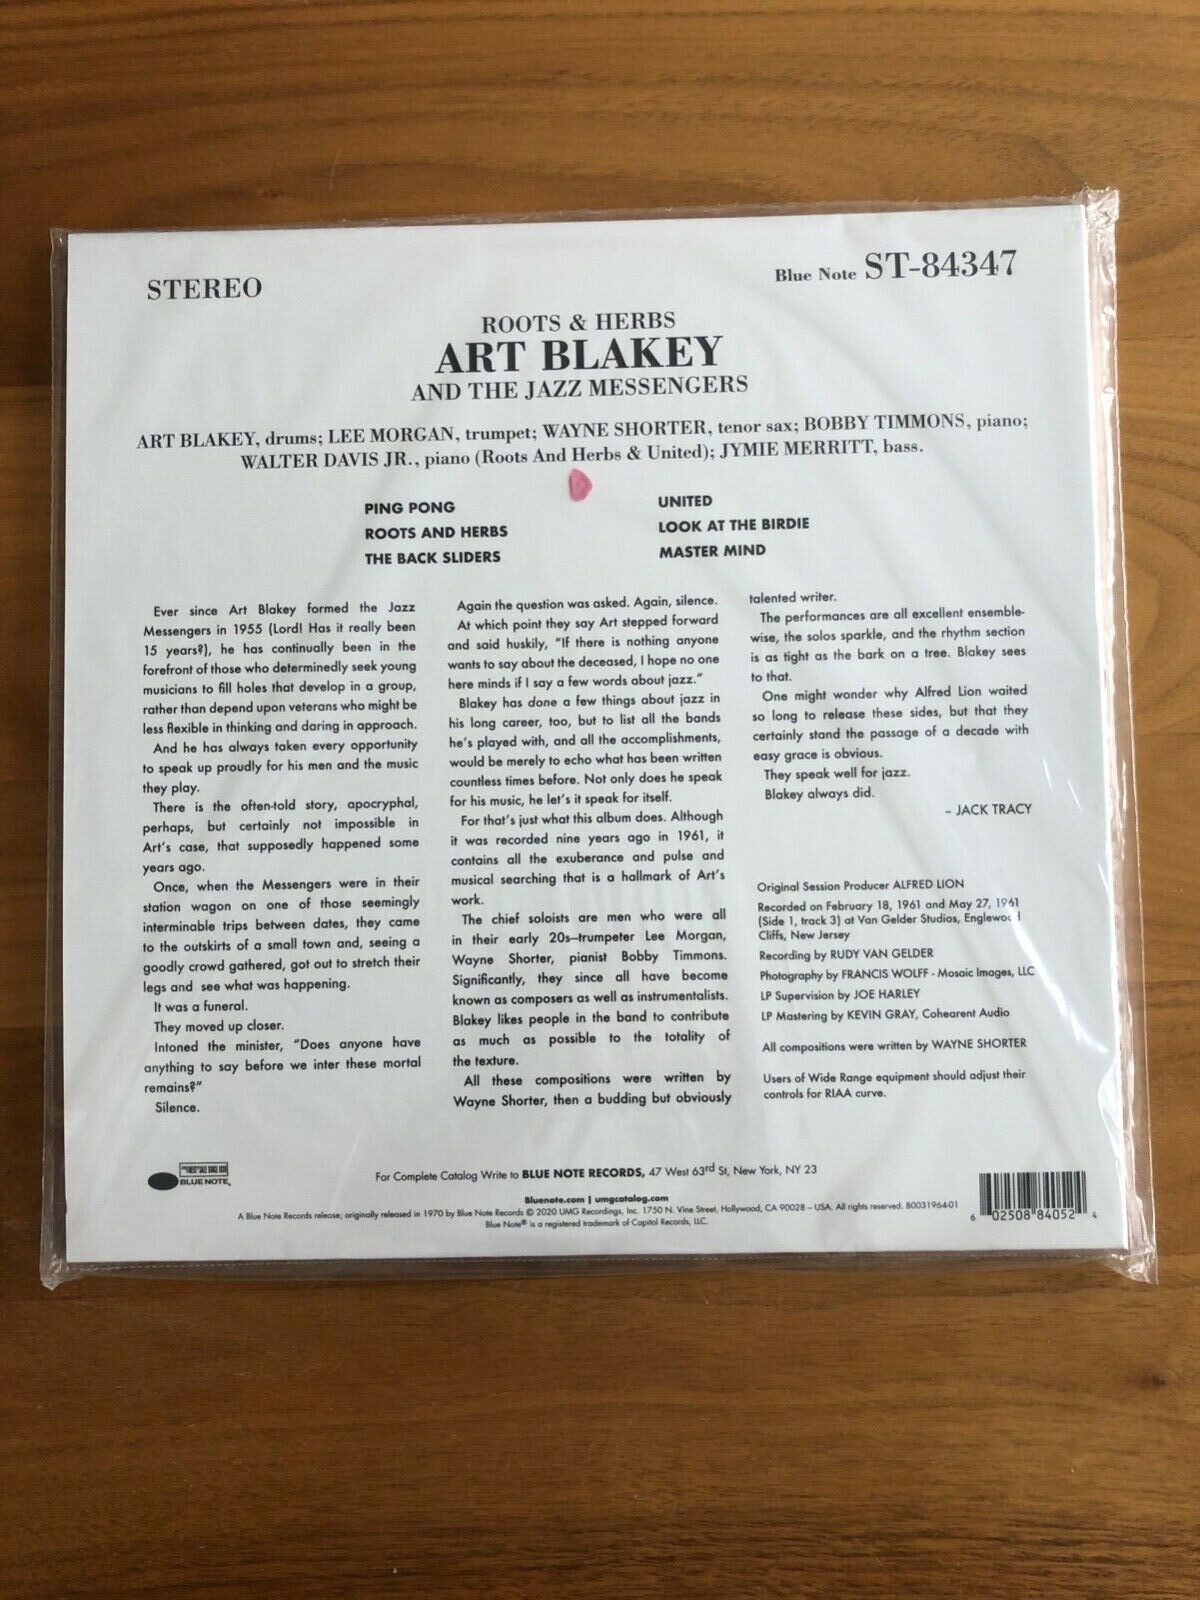 STEREO
Blue Note ST-84347
ROOTS & HERBS
ART BLAKEY
AND THE JAZZ MESSENGERS
ART BLAKEY, drums; LEE MORGAN, trumpet; WAYNE SHORTER, tenor sax; BOBBY TIMMONS, piano;
WALTER DAVIS JR., piano (Roots And Herbs & United); JYMIE MERRITT, bass.
PING PONG
ROOTS AND HERBS
THE BACK SLIDERS
UNITED
LOOK AT THE BIRDIE
MASTER MIND
Ever since Art Blakey formed the Jazz
Messengers in 1955 (Lord! Has it really been
15 years?), he has continually been in the
forefront of those who determinedly seek young
musicians to fill holes that develop in a group,
rather than depend upon veterans who might be
less flexible in thinking and daring in approach.
And he has always taken every opportunity
to speak up proudly for his men and the music
they play.
There is the often-told story, apocryphal,
perhaps, but certainly not impossible in
Art's case, that supposedly happened some
years ago.
Once, when the Messengers were in their
station wagon on one of those seemingly
interminable trips between dates, they came
to the outskirts of a small town and, seeing a
goodly crowd gathered, got out to stretch their
legs and see what was happening.
It was a funeral.
They moved up closer.
Intoned the minister, "Does anyone have
anything to say before we inter these mortal
remains?"
Silence.
Again the question was asked. Again, silence.
At which point they say Art stepped forward
and said huskily, "If there is nothing anyone
wants to say about the deceased, I hope no one
here minds if I say a few words about jazz."
Blakey has done a few things about jazz in
his long career, too, but to list all the bands
he's played with, and all the accomplishments,
would be merely to echo what has been written
countless times before. Not only does he speak
for his music, he let's it speak for itself.
For that's just what this album does. Although
it was recorded nine years ago in 1961, it
contains all the exuberance and pulse and
musical searching that is a hallmark of Art's
work.
The chief soloists are men who were all
in their early 20s—trumpeter Lee Morgan,
Wayne Shorter, pianist Bobby Timmons.
Significantly, they since all have become
known as composers as well as instrumentalists.
Blakey likes people in the band to contribute
as much as possible to the totality of
the texture.
All these compositions were written by
Wayne Shorter, then a budding but obviously
talented writer.
The performances are all excellent ensemble-
wise, the solos sparkle, and the rhythm section
is as tight as the bark on a tree. Blakey sees
to that.
One might wonder why Alfred Lion waited
so long to release these sides, but that they
certainly stand the passage of a decade with
easy grace is obvious.
They speak well for jazz.
Blakey always did.
– JACK TRACY
Original Session Producer ALFRED LION
Recorded on February 18, 1961 and May 27, 1961
(Side 1, track 3) at Van Gelder Studios, Englewood
Cliffs, New Jersey
Recording by RUDY VAN GELDER
Photography by FRANCIS WOLFF - Mosaic Images, LLC
LP Supervision by JOE HARLEY
LP Mastering by KEVIN GRAY, Cohearent Audio
All compositions were written by WAYNE SHORTER
Users of Wide Range equipment should adjust their
controls for RIAA curve.
THE FINEST IN JAZZ SINCE 1939
BLUE NOTE
For Complete Catalog Write to BLUE NOTE RECORDS, 47 West 63rd St, New York, NY 23
Bluenote.com | umgcatalog.com
A Blue Note Records release; originally released in 1970 by Blue Note Records © 2020 UMG Recordings, Inc. 1750 N. Vine Street, Hollywood, CA 90028 – USA. All rights reserved. B0031964-01
Blue Note® is a registered trademark of Capitol Records, LLC.
6 02508 84052 4